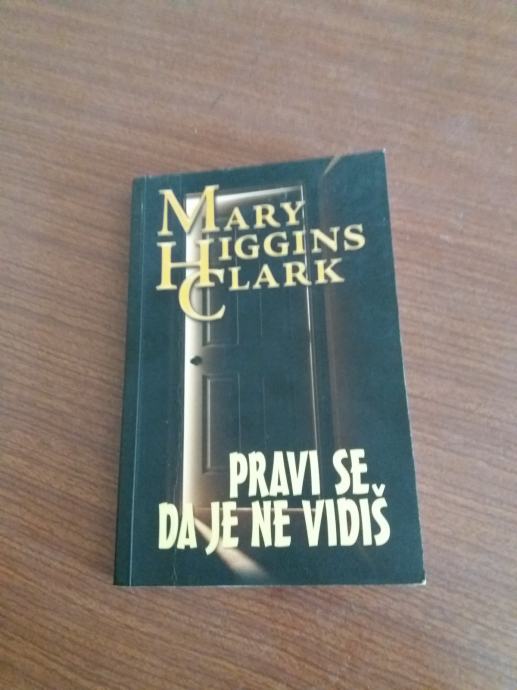 MARY
HIGGINS
CLARK
PRAVI SE
DA JE NE VIDIŠ